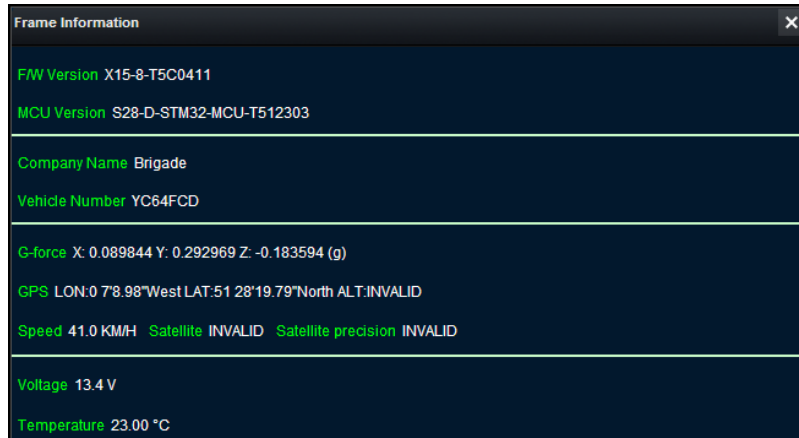 Frame Information
F/W Version X15-8-T5C0411
MCU Version S28-D-STM32-MCU-T512303
Company Name Brigade
Vehicle Number YC64FCD
G-force X: 0.089844 Y: 0.292969 Z: -0.183594 (g)
GPS LON:0 7'8.98"West LAT:51 28'19.79"North ALT:INVALID
Speed 41.0 KM/H Satellite INVALID Satellite precision INVALID
Voltage 13.4 V
Temperature 23.00 °C